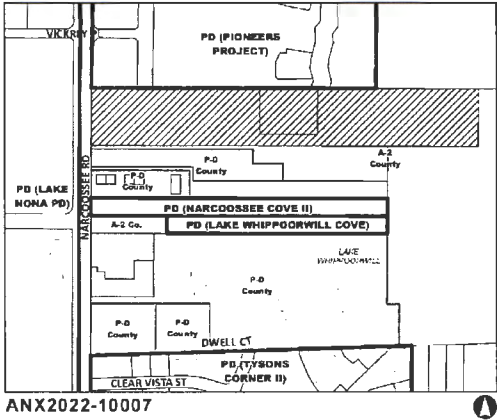 PD (PIONEERS
PROJECT)
VICKREY
A-2
County
P-D
County
P-D
County
PD (LAKE
NONA PD)
NARCOOSSEE RD
PD (NARCOOSSEE COVE II)
A-2 Co.
PD (LAKE WHIPPOORWILL COVE)
LAKE
WHIPPOORWILL
P-D
County
P-D
County
P-D
County
DWELL CT
PD (TYSONS
CORNER II)
CLEAR VISTA ST
ANX2022-10007